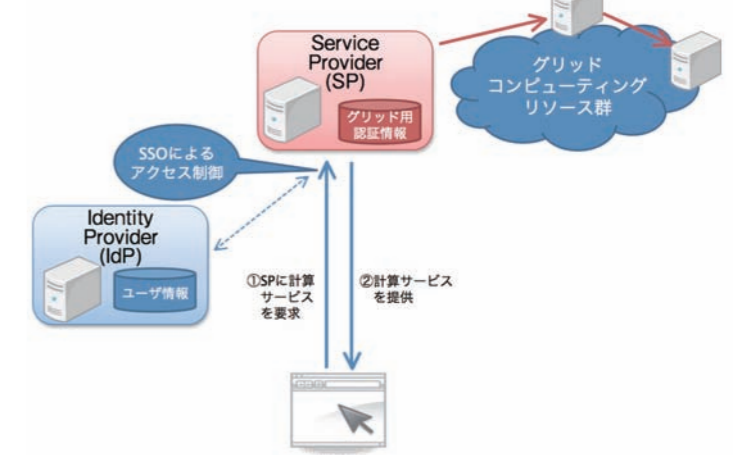 Service
Provider
(SP)
グリッド用
認証情報
グリッド
コンピューティング
リソース群
SSOによる
アクセス制御
Identity
Provider
(IdP)
ユーザ情報
①SPに計算
サービス
を要求
②計算サービス
を提供